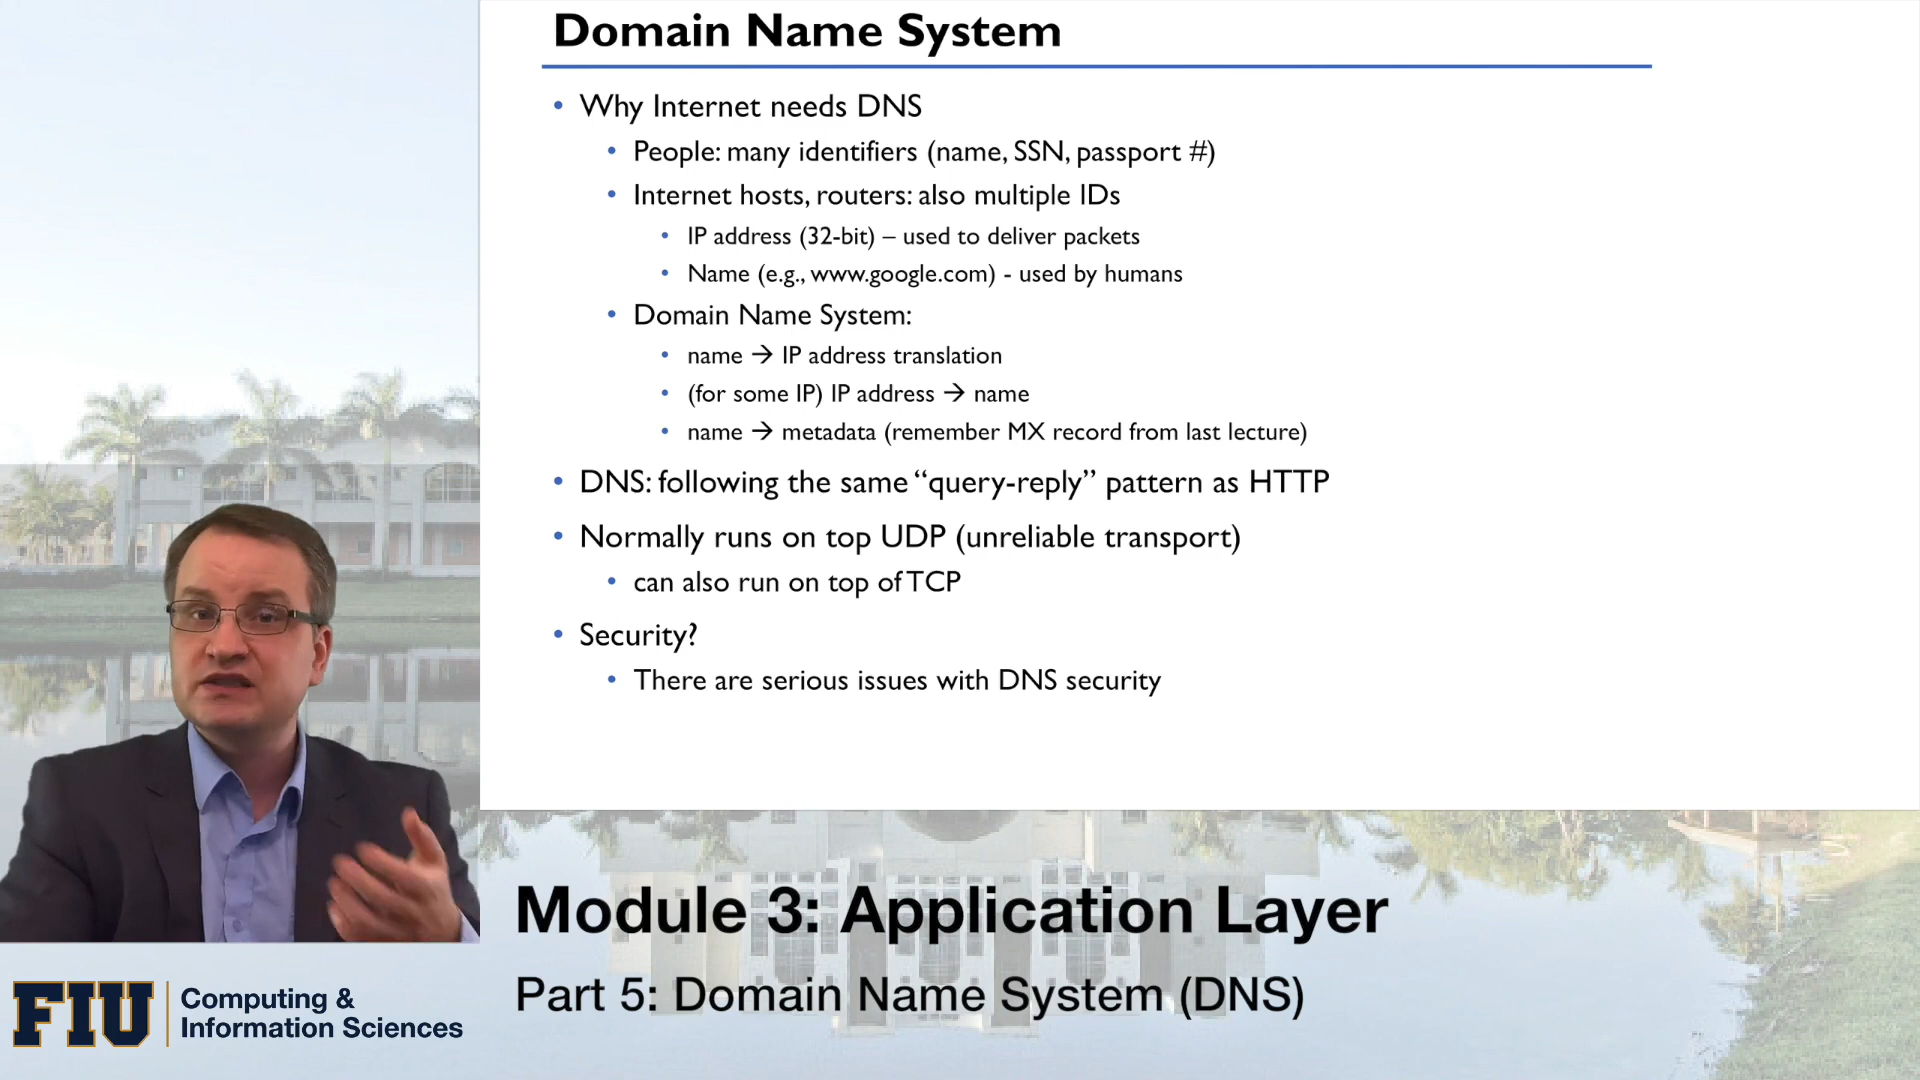 Domain Name System
• Why Internet needs DNS
• People: many identifiers (name, SSN, passport #)
• Internet hosts, routers: also multiple IDs
• IP address (32-bit) – used to deliver packets
• Name (e.g., www.google.com) - used by humans
• Domain Name System:
• name → IP address translation
• (for some IP) IP address → name
• name → metadata (remember MX record from last lecture)
• DNS: following the same “query-reply” pattern as HTTP
• Normally runs on top UDP (unreliable transport)
• can also run on top of TCP
• Security?
• There are serious issues with DNS security
Module 3: Application Layer
Part 5: Domain Name System (DNS)
FIU
Computing &
Information Sciences